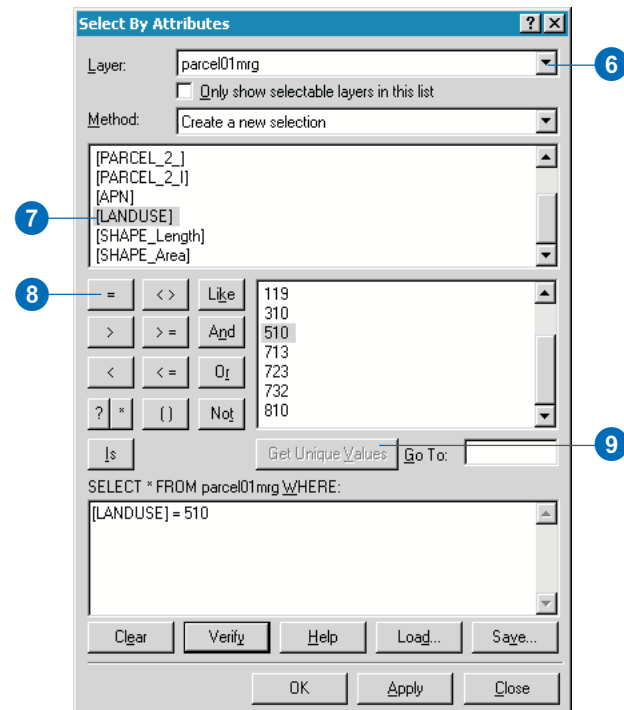 Select By Attributes
Layer: parcel01mrg
6
Only show selectable layers in this list
Method: Create a new selection
[PARCEL_2_]
[PARCEL_2_I]
[APN]
7
[LANDUSE]
[SHAPE_Length]
[SHAPE_Area]
8
= < > Like
> > = And
< < = Or
? * ( ) Not
Is
119
310
510
713
723
732
810
Get Unique Values Go To:
9
SELECT * FROM parcel01mrg WHERE:
[LANDUSE] = 510
Clear Verify Help Load... Save...
OK Apply Close